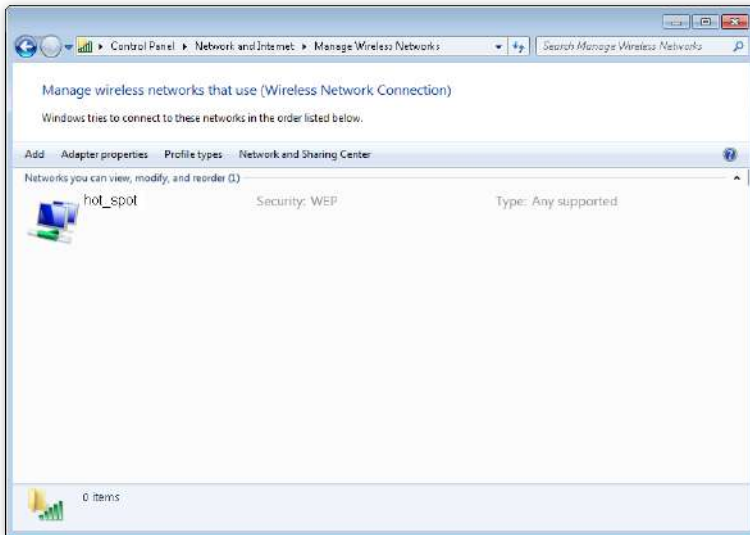 Control Panel ▸ Network and Internet ▸ Manage Wireless Networks
Search Manage Wireless Networks
Manage wireless networks that use (Wireless Network Connection)
Windows tries to connect to these networks in the order listed below.
Add Adapter properties Profile types Network and Sharing Center
Networks you can view, modify, and reorder (1)
hot_spot Security: WEP Type: Any supported
0 items